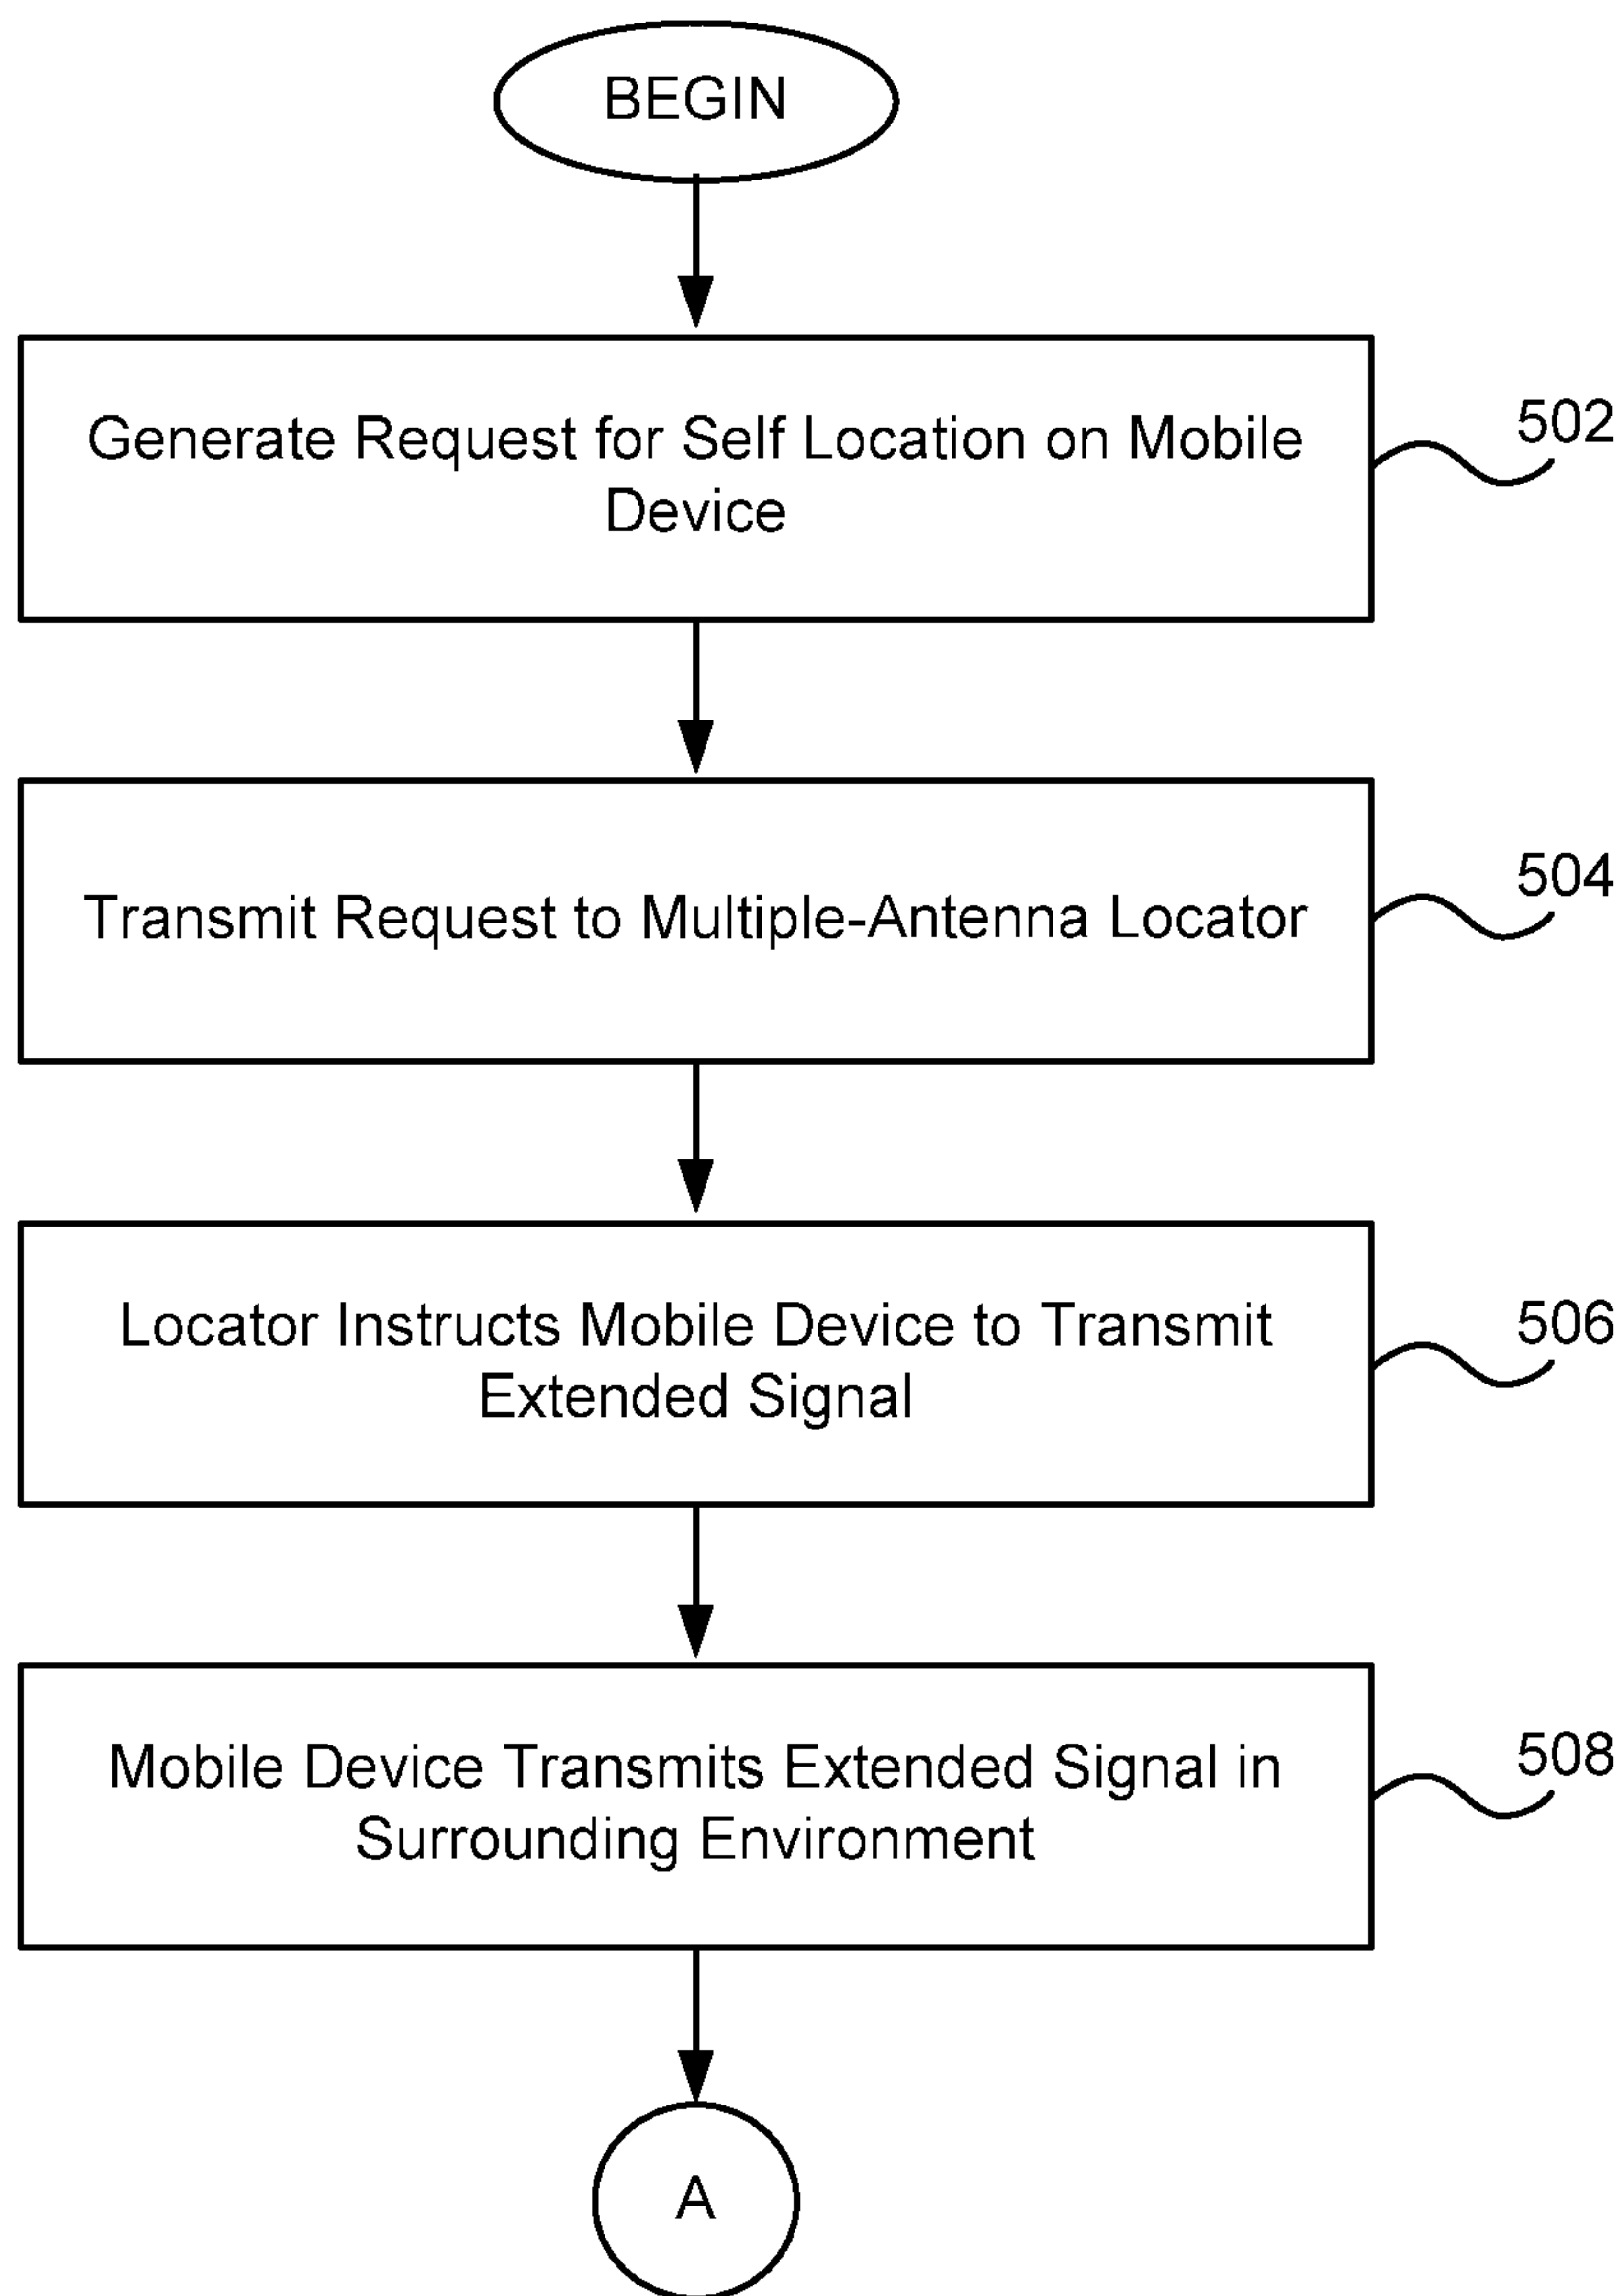 BEGIN
Generate Request for Self Location on Mobile
Device
502
Transmit Request to Multiple-Antenna Locator
504
Locator Instructs Mobile Device to Transmit
Extended Signal
506
Mobile Device Transmits Extended Signal in
Surrounding Environment
508
A